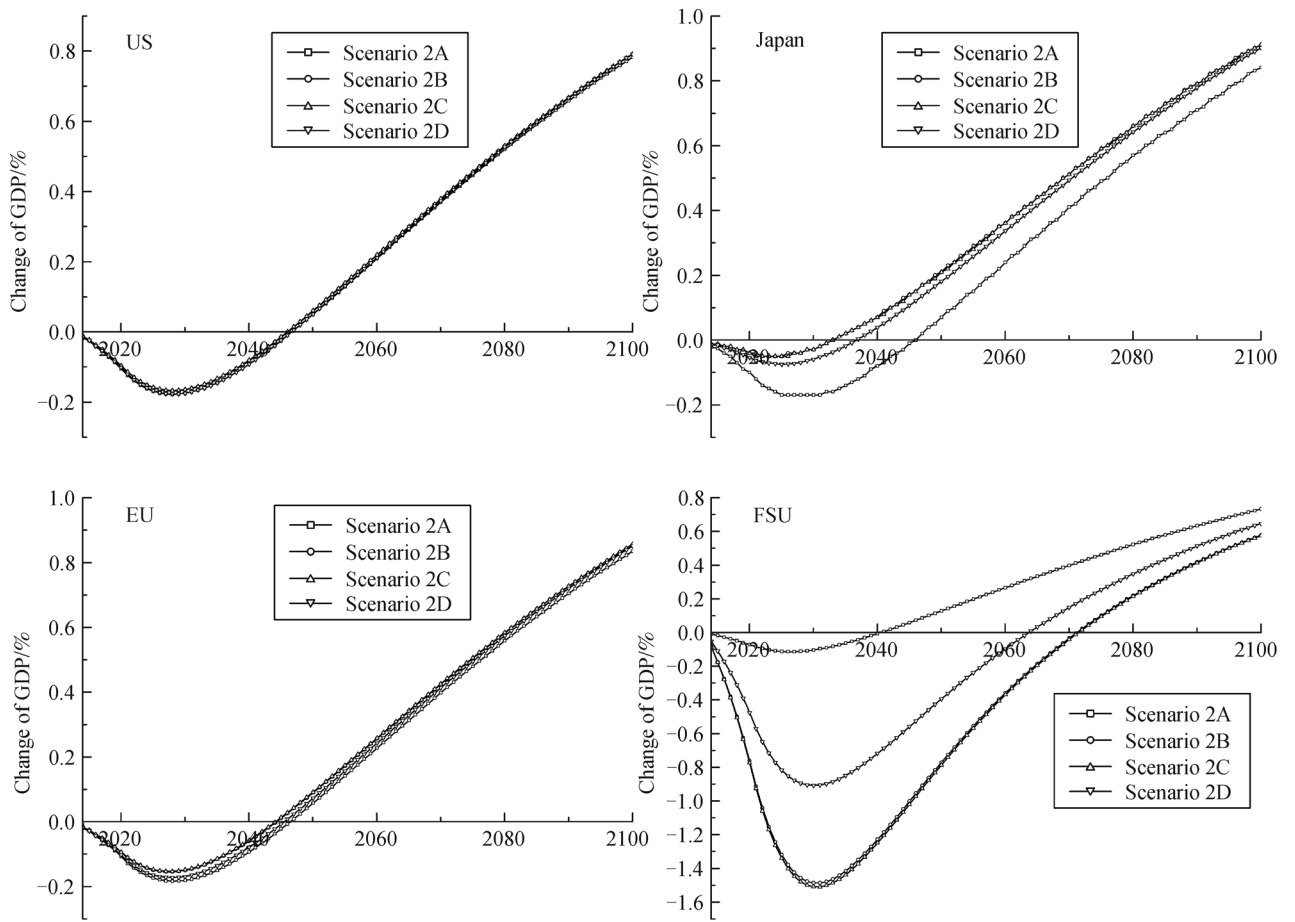 US
Scenario 2A
Scenario 2B
Scenario 2C
Scenario 2D
Change of GDP/%
0.8
0.6
0.4
0.2
0.0
−0.2
2020
2040
2060
2080
2100
Japan
Scenario 2A
Scenario 2B
Scenario 2C
Scenario 2D
Change of GDP/%
1.0
0.8
0.6
0.4
0.2
0.0
−0.2
2020
2040
2060
2080
2100
EU
Scenario 2A
Scenario 2B
Scenario 2C
Scenario 2D
Change of GDP/%
1.0
0.8
0.6
0.4
0.2
0.0
−0.2
2020
2040
2060
2080
2100
FSU
Scenario 2A
Scenario 2B
Scenario 2C
Scenario 2D
Change of GDP/%
0.8
0.6
0.4
0.2
0.0
−0.2
−0.4
−0.6
−0.8
−1.0
−1.2
−1.4
−1.6
2020
2040
2060
2080
2100